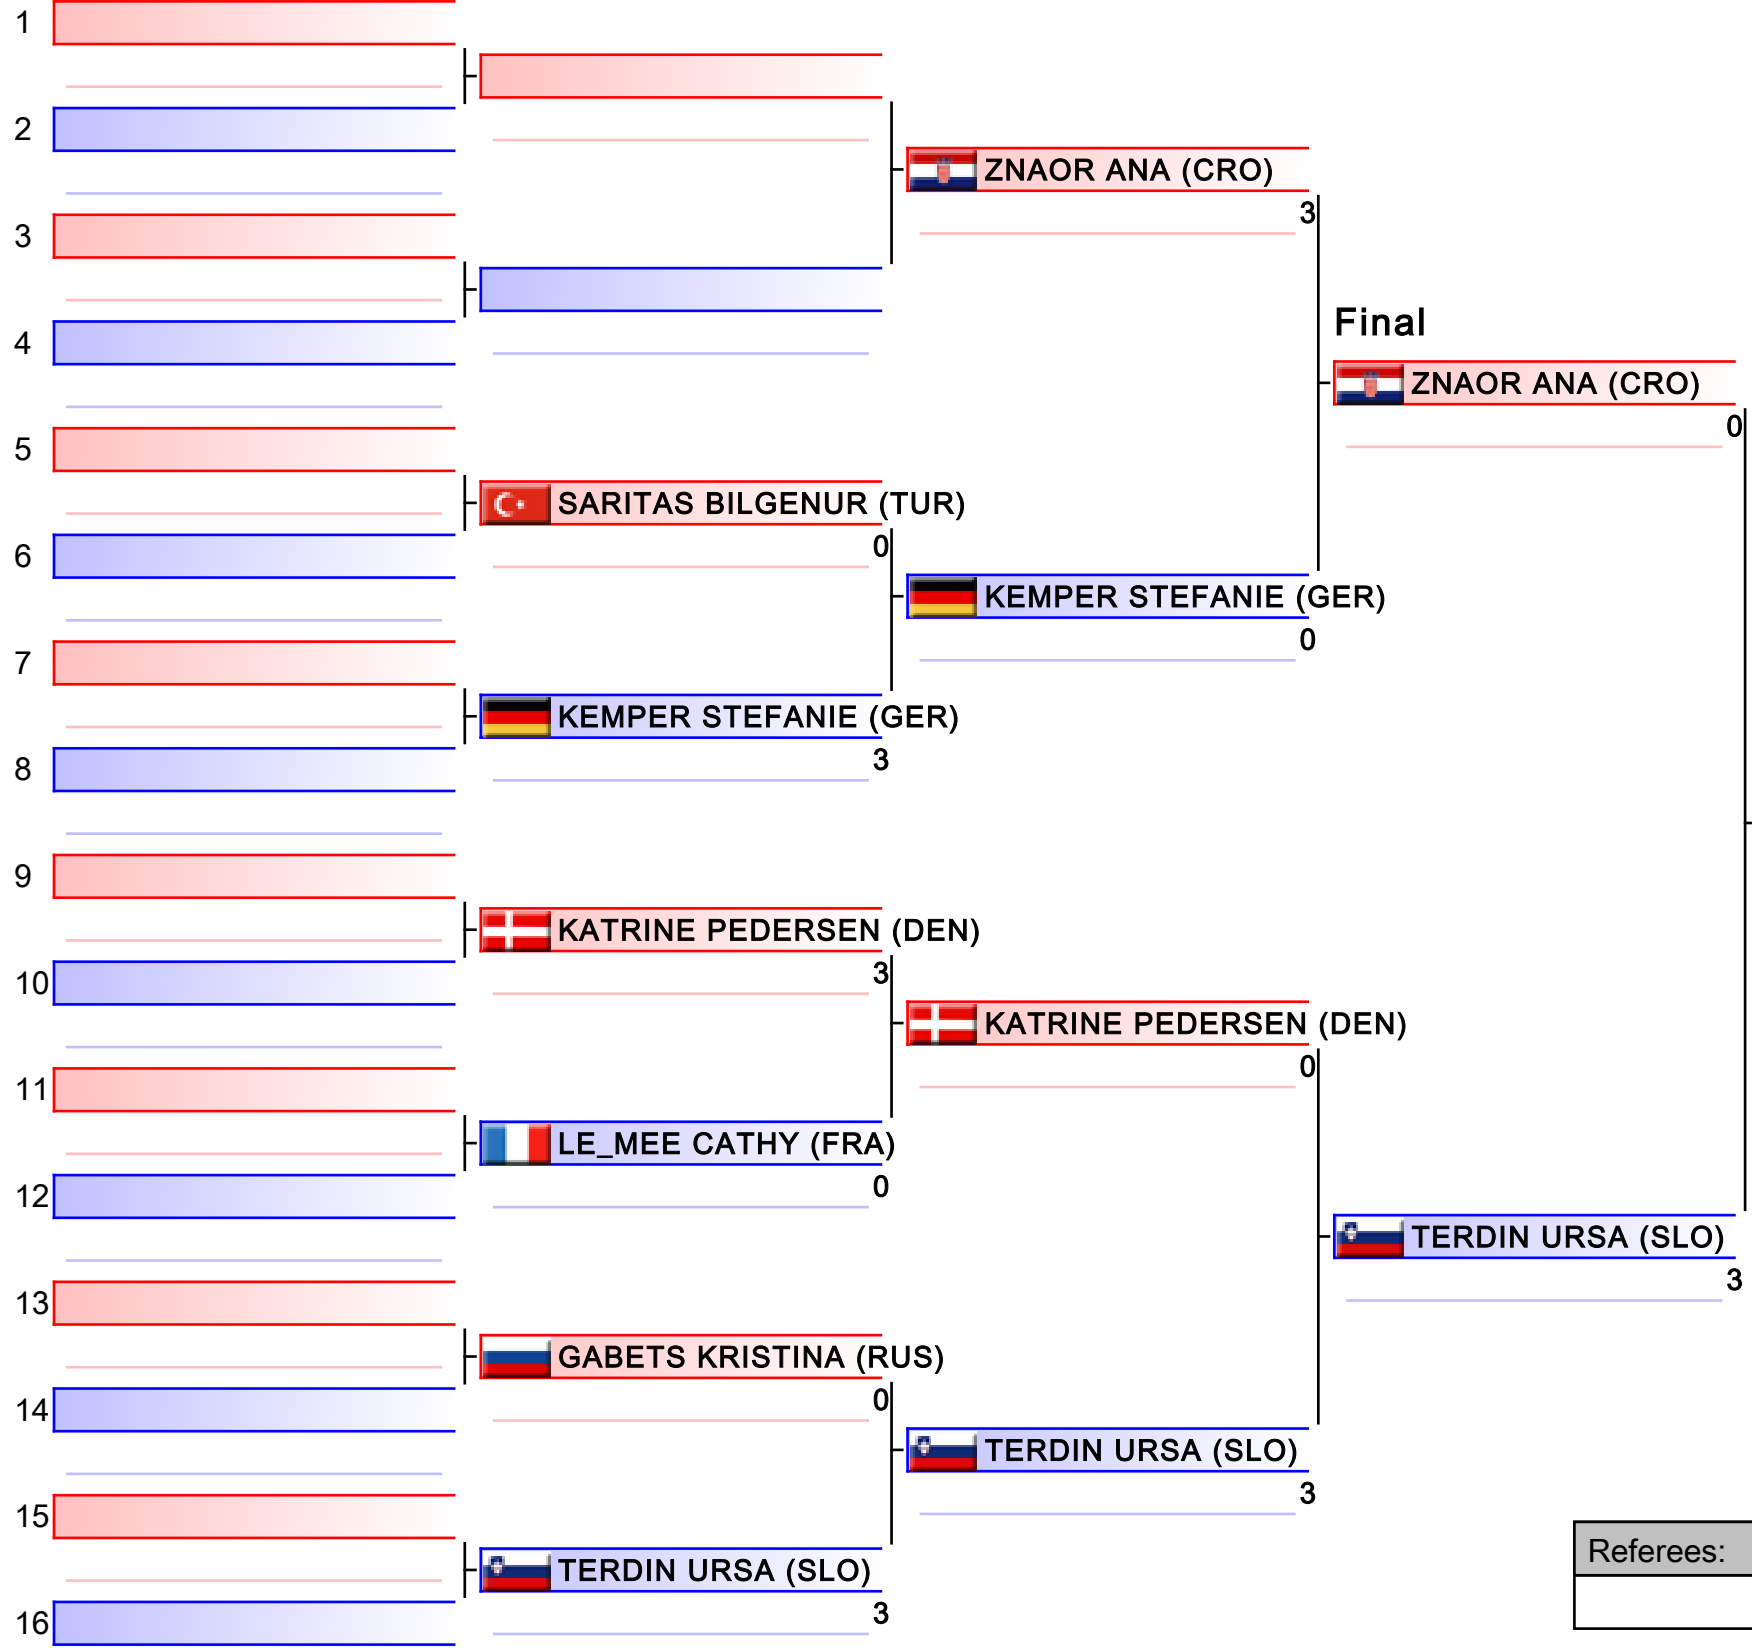 1
2
ZNAOR ANA (CRO)
3
3
Final
4
ZNAOR ANA (CRO)
0
5
SARITAS BILGENUR (TUR)
0
6
KEMPER STEFANIE (GER)
0
7
KEMPER STEFANIE (GER)
3
8
9
KATRINE PEDERSEN (DEN)
3
10
KATRINE PEDERSEN (DEN)
0
11
LE_MEE CATHY (FRA)
0
12
TERDIN URSA (SLO)
3
13
GABETS KRISTINA (RUS)
0
14
TERDIN URSA (SLO)
3
15
Referees:
TERDIN URSA (SLO)
3
16